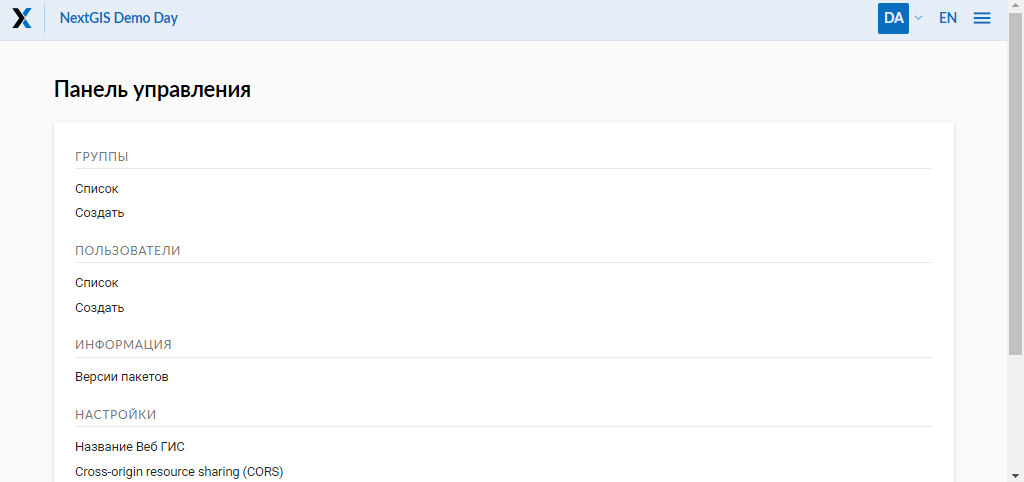 NextGIS Demo Day
DA EN
Панель управления
ГРУППЫ
Список
Создать
ПОЛЬЗОВАТЕЛИ
Список
Создать
ИНФОРМАЦИЯ
Версии пакетов
НАСТРОЙКИ
Название Веб ГИС
Cross-origin resource sharing (CORS)